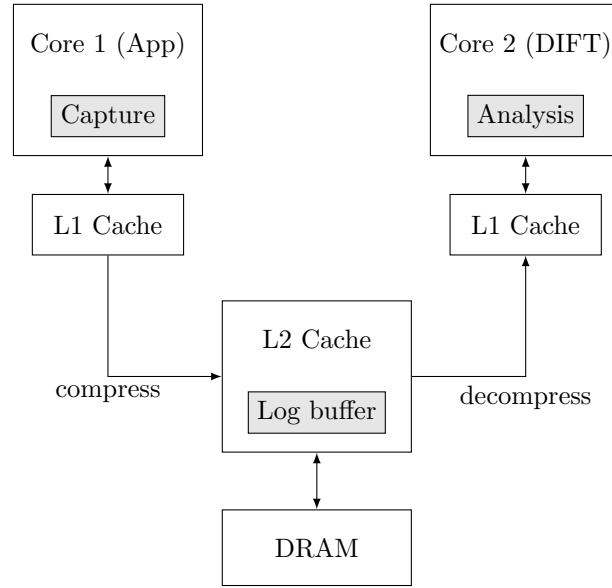 Core 1 (App)
Core 2 (DIFT)
Capture
Analysis
L1 Cache
L1 Cache
L2 Cache
compress
decompress
Log buffer
DRAM